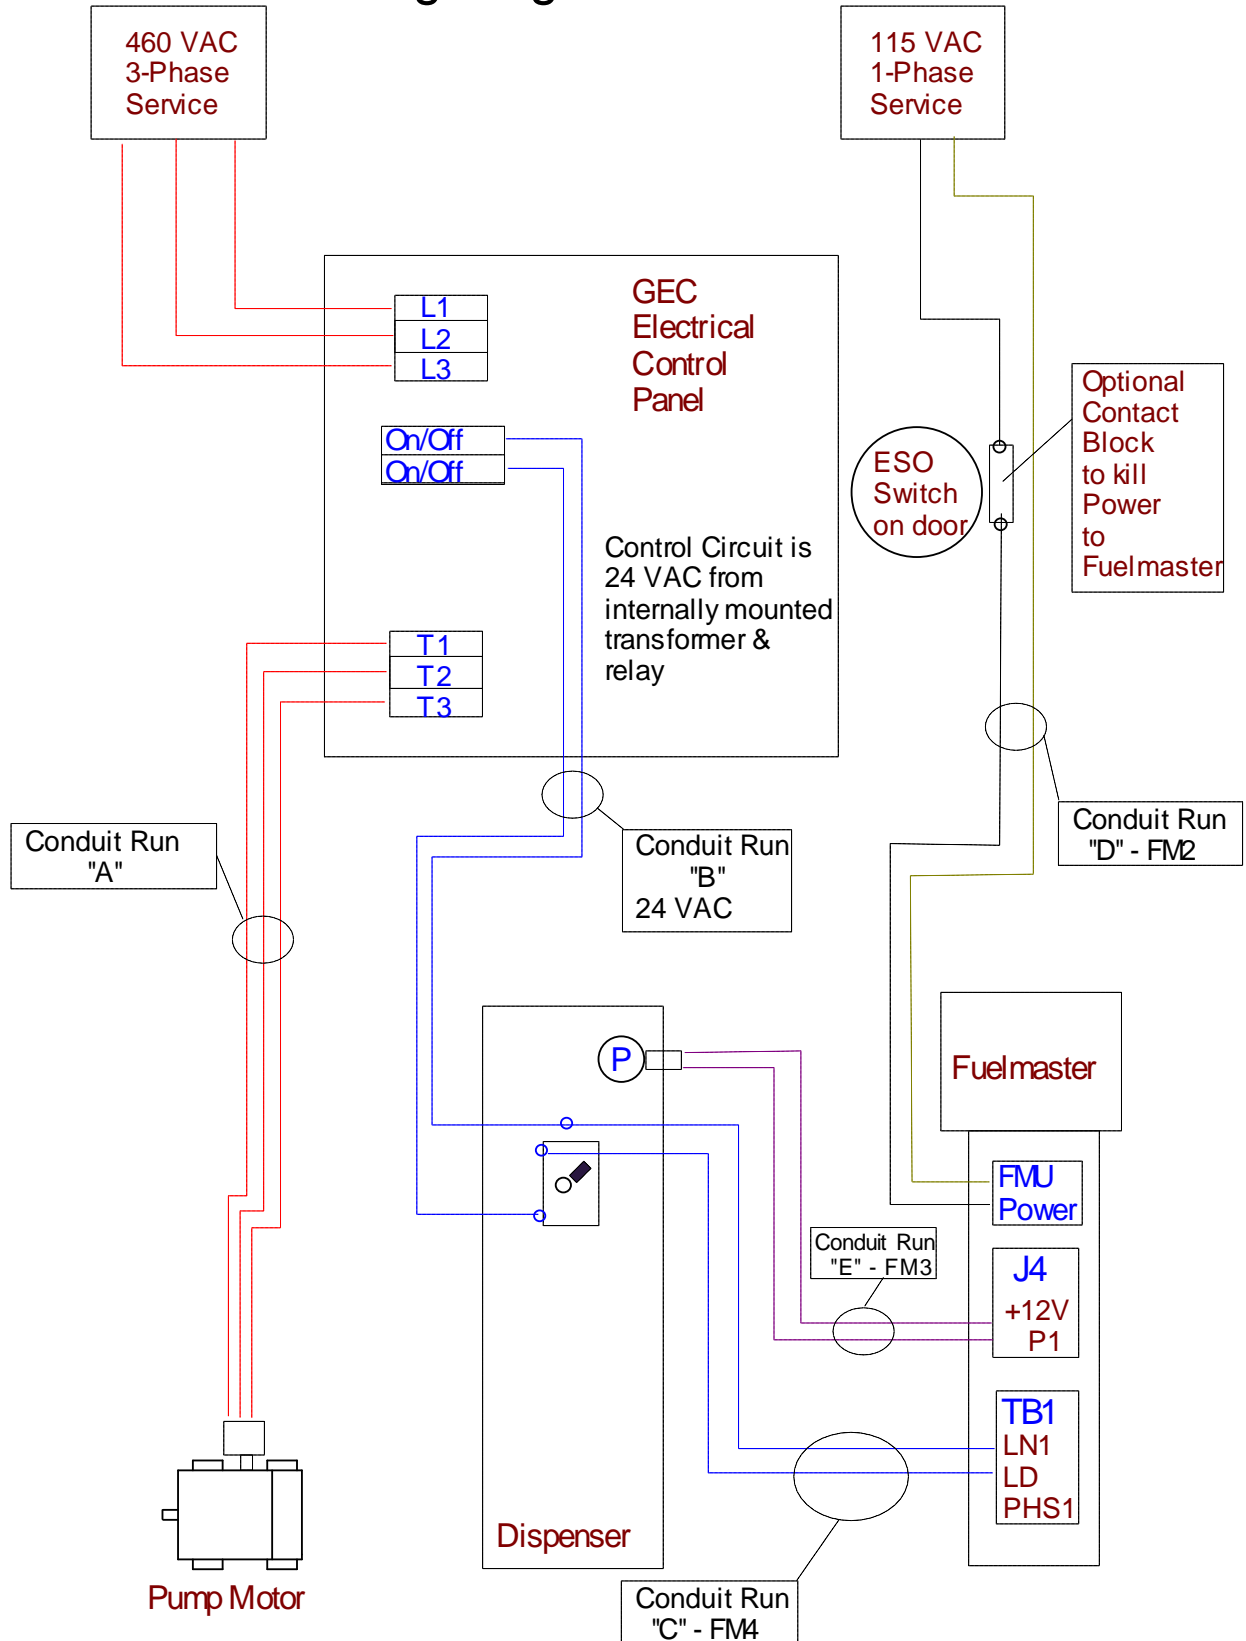 460 VAC
3-Phase
Service
115 VAC
1-Phase
Service
GEC
Electrical
Control
Panel
L1
L2
L3
On/Off
On/Off
Optional
Contact
Block
to kill
Power
to
Fuelmaster
ESO
Switch
on door
Control Circuit is
24 VAC from
internally mounted
transformer &
relay
T1
T2
T3
Conduit Run
"A"
Conduit Run
"B"
24 VAC
Conduit Run
"D" - FM2
P
Fuelmaster
FMU
Power
Conduit Run
"E" - FM3
J4
+12V
P1
TB1
LN1
LD
PHS1
Dispenser
Pump Motor
Conduit Run
"C" - FM4